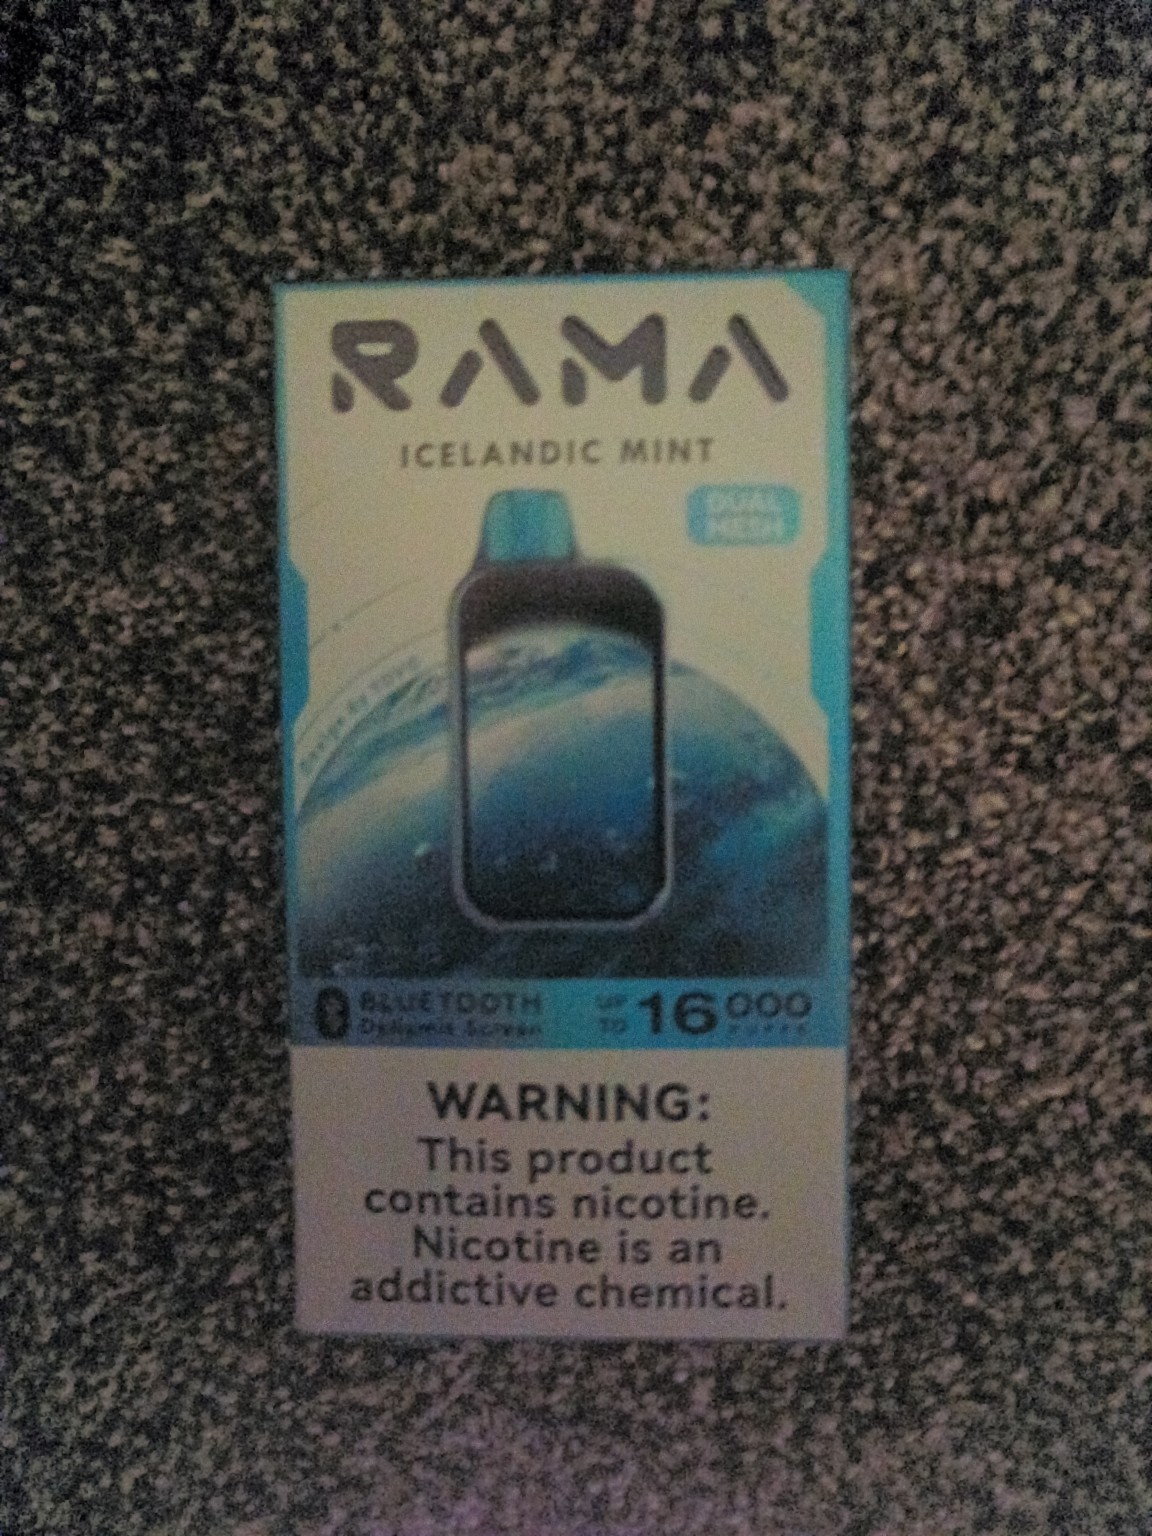 RAMA
ICELANDIC MINT
DUAL
MESH
BLUETOOTH
UP
TO
16000
PUFFS
Screen
WARNING:
This product
contains nicotine.
Nicotine is an
addictive chemical.